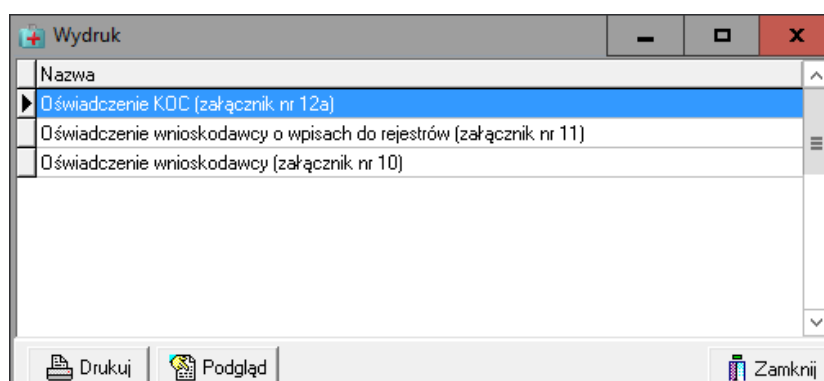 Wydruk
Nazwa
Oświadczenie KOC (załącznik nr 12a)
Oświadczenie wnioskodawcy o wpisach do rejestrów (załącznik nr 11)
Oświadczenie wnioskodawcy (załącznik nr 10)
Drukuj Podgląd Zamknij